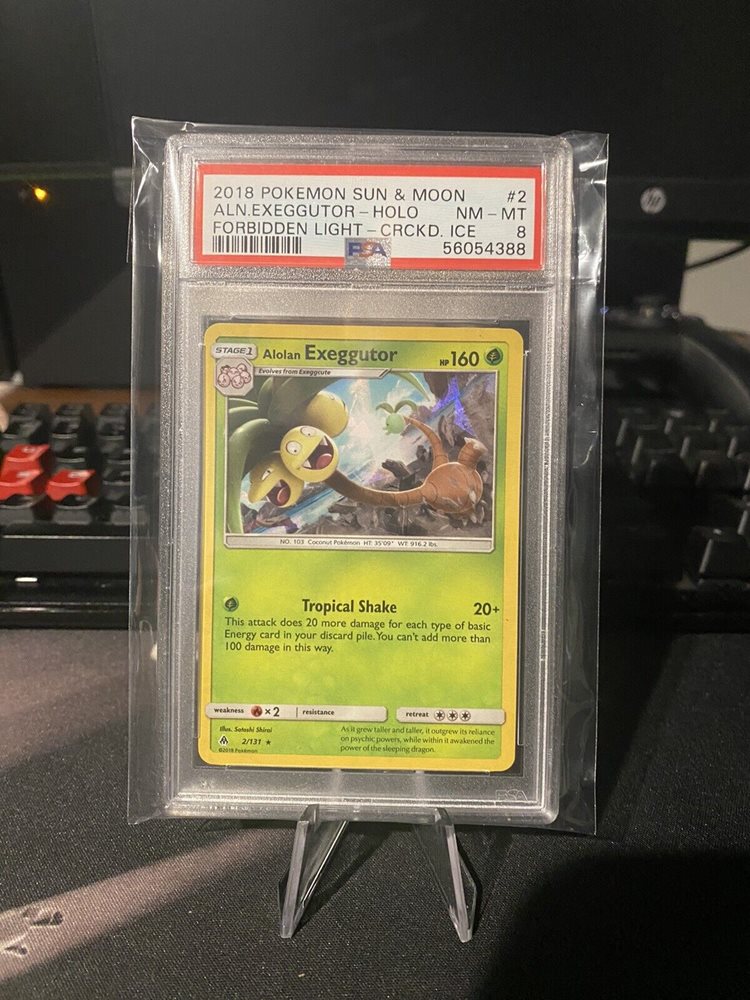 2018 POKEMON SUN & MOON #2
ALN.EXEGGUTOR-HOLO NM - MT
FORBIDDEN LIGHT-CRCKD. ICE 8
PSA 56054388
hp
STAGE1 Alolan Exeggutor HP160
Evolves from Exeggcute
NO. 103 Coconut Pokémon HT: 35'09" WT: 916.2 lbs.
Tropical Shake 20+
This attack does 20 more damage for each type of basic
Energy card in your discard pile. You can't add more than
100 damage in this way.
weakness ×2 resistance retreat
Illus. Satoshi Shirai
2/131 ★
©2018 Pokémon
As it grew taller and taller, it outgrew its reliance
on psychic powers, while within it awakened the
power of the sleeping dragon.
PSA